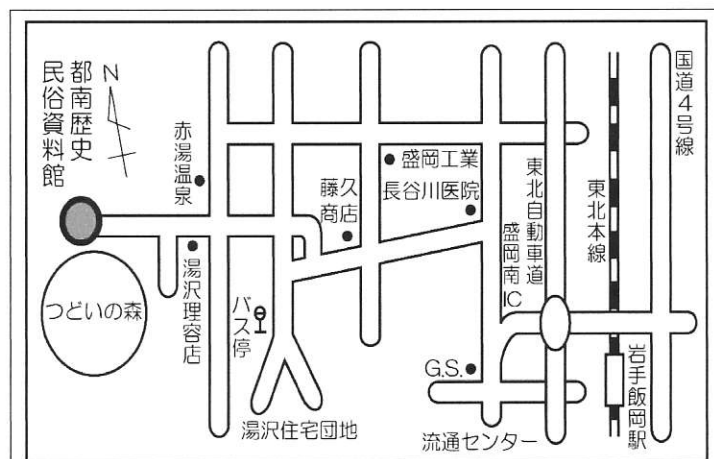 都南歴史
民俗資料館
N
赤湯温泉
藤久
商店
盛岡工業
長谷川医院
東北自動車道
盛岡南IC
東北本線
国道4号線
つどいの森
湯沢理容店
バス停
湯沢住宅団地
G.S.
流通センター
岩手飯岡駅